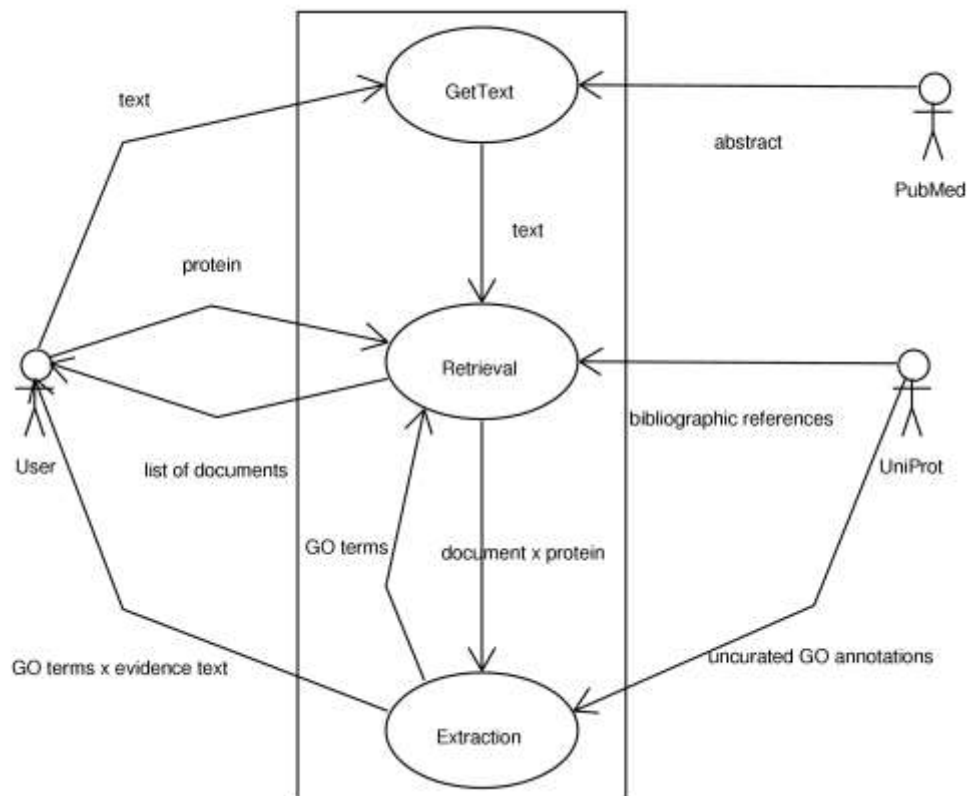 GetText
text
abstract
PubMed
text
protein
Retrieval
bibliographic references
User
list of documents
UniProt
GO terms
document x protein
GO terms x evidence text
uncurated GO annotations
Extraction